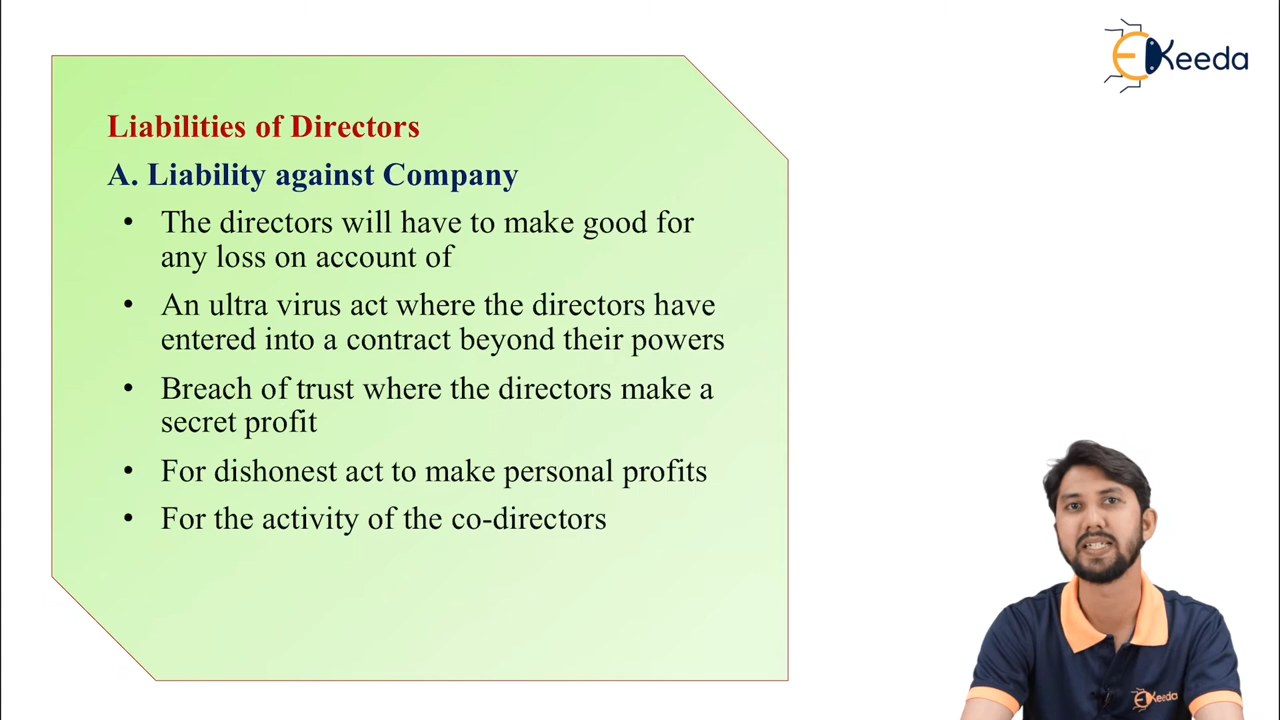 EKeeda
Liabilities of Directors
A. Liability against Company
• The directors will have to make good for
any loss on account of
• An ultra virus act where the directors have
entered into a contract beyond their powers
• Breach of trust where the directors make a
secret profit
• For dishonest act to make personal profits
• For the activity of the co-directors
EKeeda